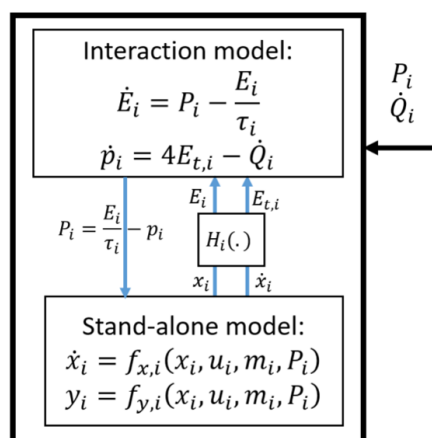 Interaction model:
Ė_i = P_i − E_i/τ_i
ṗ_i = 4E_{t,i} − Q̇_i
P_i
Q̇_i
E_i E_{t,i}
P_i = E_i/τ_i − p_i
H_i(.)
x_i ẋ_i
Stand-alone model:
ẋ_i = f_{x,i}(x_i, u_i, m_i, P_i)
y_i = f_{y,i}(x_i, u_i, m_i, P_i)